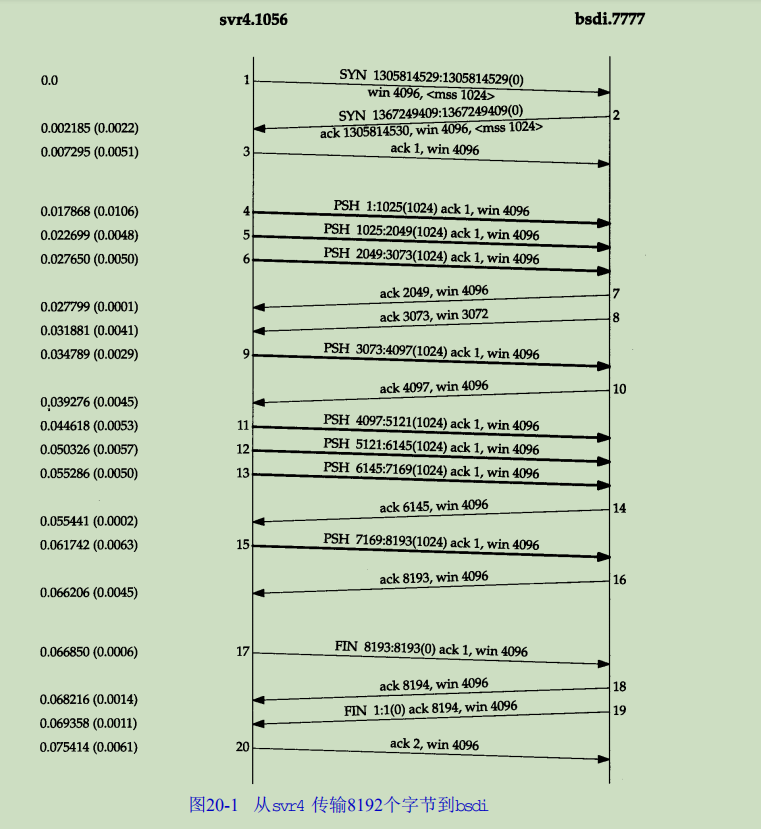 svr4.1056 bsdi.7777
0.0 1 SYN 1305814529:1305814529(0)
win 4096, <mss 1024>
SYN 1367249409:1367249409(0) 2
0.002185 (0.0022) ack 1305814530, win 4096, <mss 1024>
0.007295 (0.0051) 3 ack 1, win 4096
0.017868 (0.0106) 4 PSH 1:1025(1024) ack 1, win 4096
0.022699 (0.0048) 5 PSH 1025:2049(1024) ack 1, win 4096
0.027650 (0.0050) 6 PSH 2049:3073(1024) ack 1, win 4096
ack 2049, win 4096 7
0.027799 (0.0001)
ack 3073, win 3072 8
0.031881 (0.0041)
0.034789 (0.0029) 9 PSH 3073:4097(1024) ack 1, win 4096
ack 4097, win 4096 10
0.039276 (0.0045)
0.044618 (0.0053) 11 PSH 4097:5121(1024) ack 1, win 4096
0.050326 (0.0057) 12 PSH 5121:6145(1024) ack 1, win 4096
0.055286 (0.0050) 13 PSH 6145:7169(1024) ack 1, win 4096
ack 6145, win 4096 14
0.055441 (0.0002)
0.061742 (0.0063) 15 PSH 7169:8193(1024) ack 1, win 4096
ack 8193, win 4096 16
0.066206 (0.0045)
0.066850 (0.0006) 17 FIN 8193:8193(0) ack 1, win 4096
ack 8194, win 4096 18
0.068216 (0.0014)
FIN 1:1(0) ack 8194, win 4096 19
0.069358 (0.0011)
0.075414 (0.0061) 20 ack 2, win 4096
图20-1 从svr4 传输8192个字节到bsdi